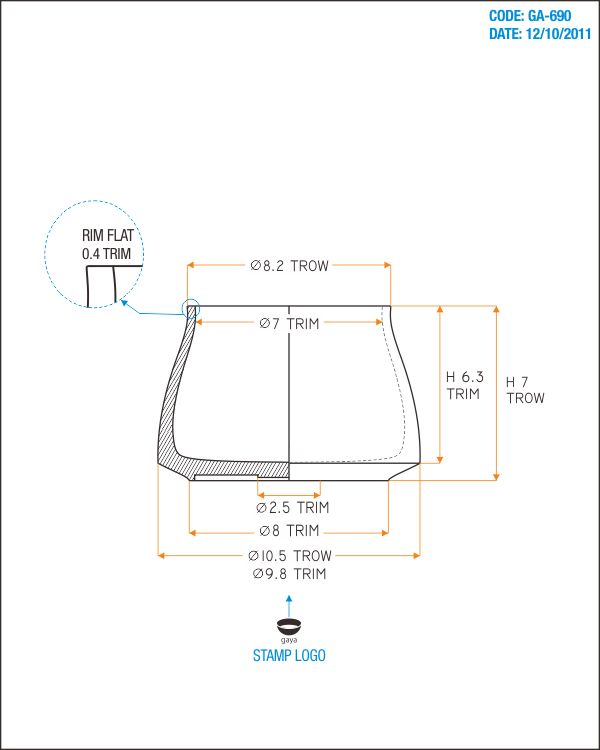 CODE: GA-690
DATE: 12/10/2011
RIM FLAT
0.4 TRIM
Ø8.2 TROW
Ø7 TRIM
H 6.3
TRIM
H 7
TROW
Ø2.5 TRIM
Ø8 TRIM
Ø10.5 TROW
Ø9.8 TRIM
gaya
STAMP LOGO